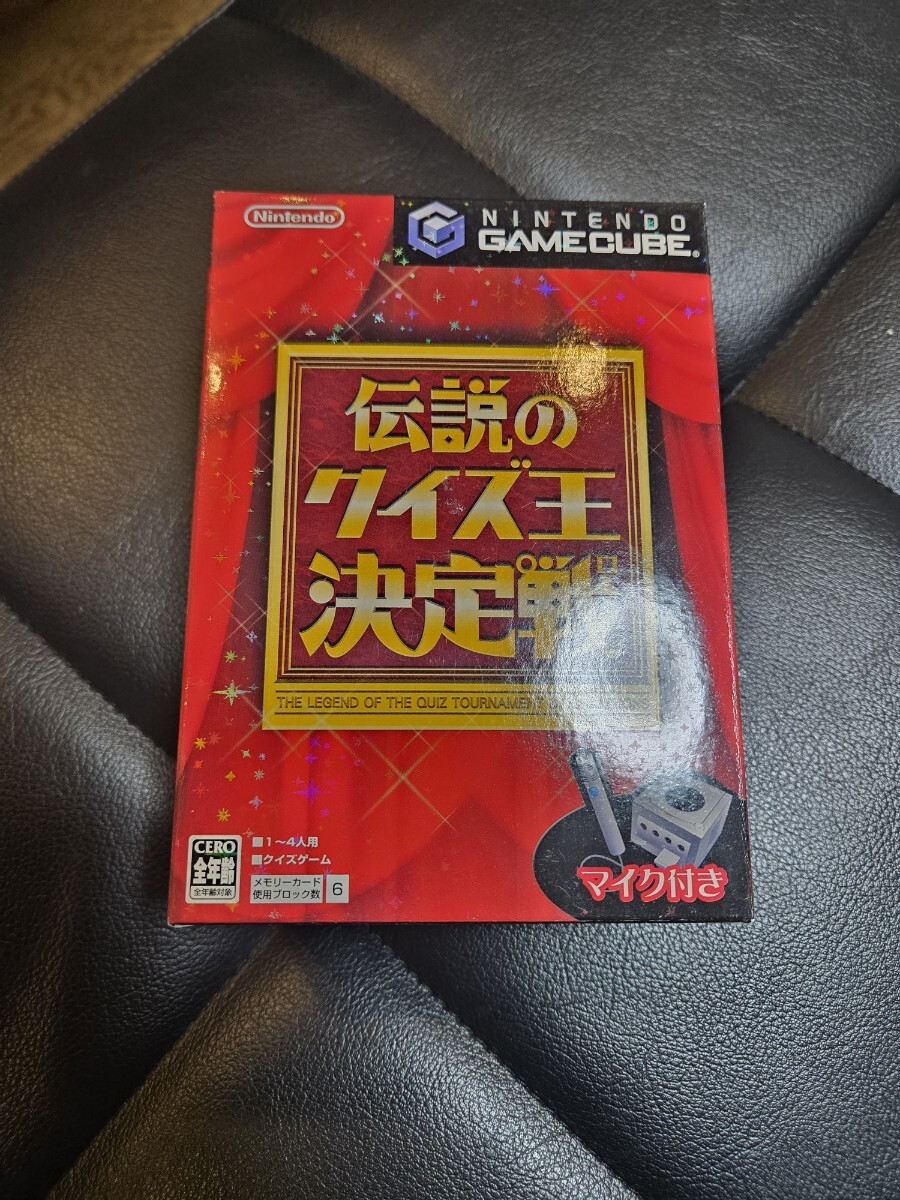 Nintendo
NINTENDO
GAMECUBE
伝説の
クイズ王
決定戦
THE LEGEND OF THE QUIZ TOURNAMENT
CERO
全年齢
全年齢対象
■1〜4人用
■クイズゲーム
メモリーカード
使用ブロック数 6
マイク付き